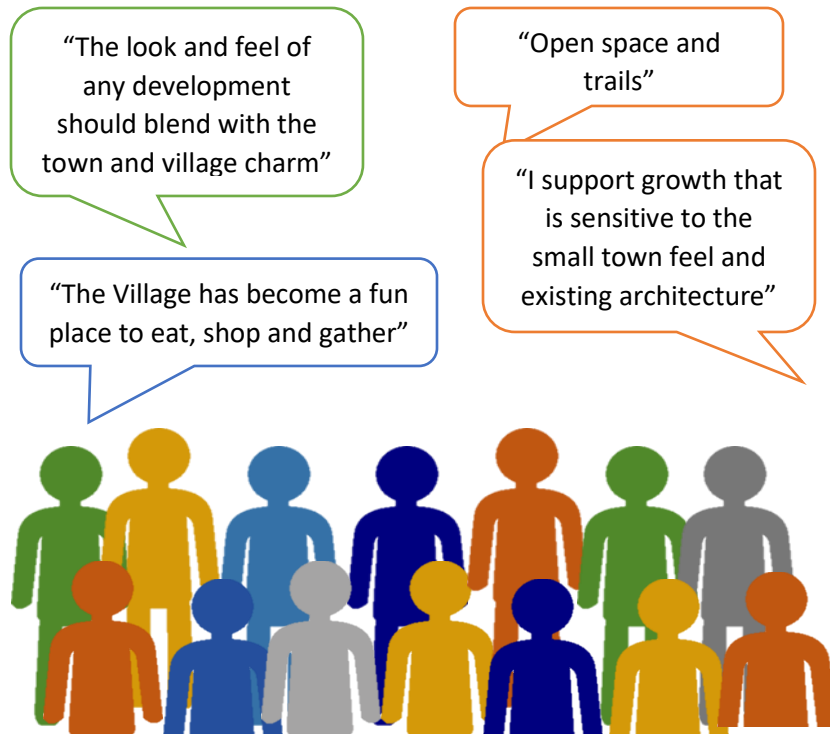 “The look and feel of
any development
should blend with the
town and village charm”
“Open space and
trails”
“I support growth that
is sensitive to the
small town feel and
existing architecture”
“The Village has become a fun
place to eat, shop and gather”